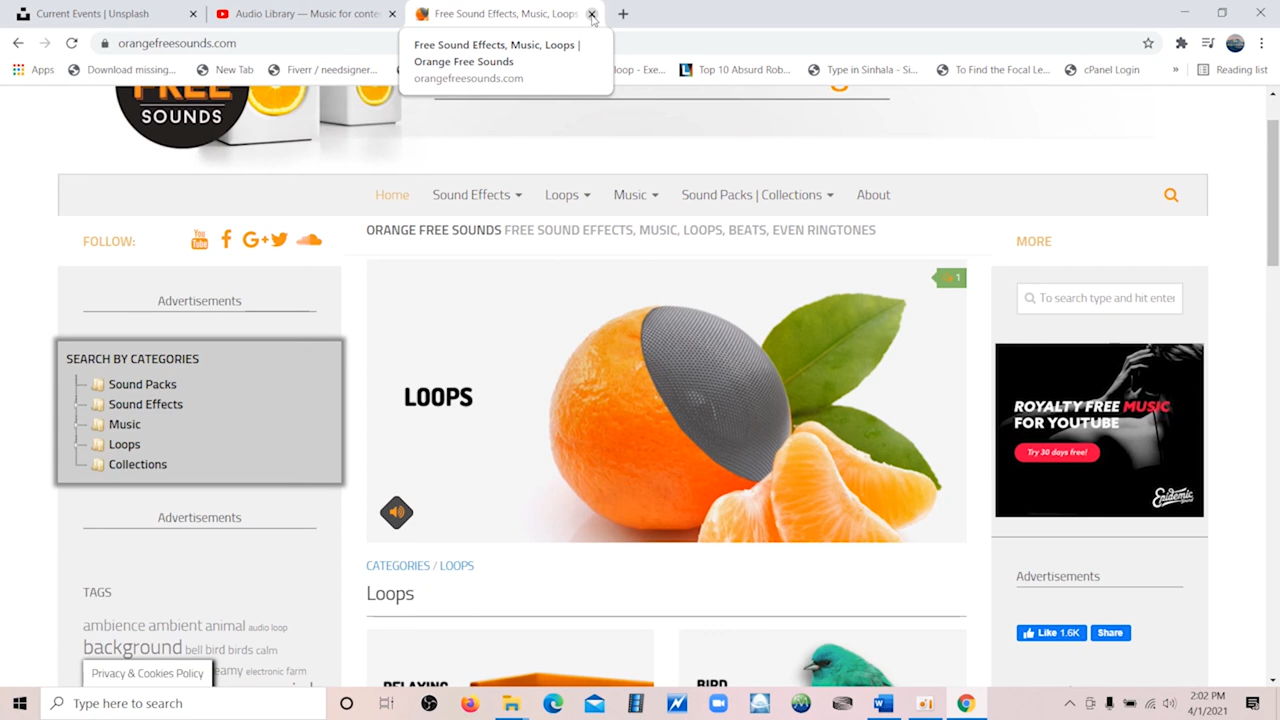 Current Events | Unsplash
Audio Library — Music for conte
Free Sound Effects, Music, Loops
orangefreesounds.com
Free Sound Effects, Music, Loops |
Orange Free Sounds
orangefreesounds.com
Apps
Download missing...
New Tab
Fiverr / needsigner...
loop - Exe...
Top 10 Absurd Rob...
Type in Sinhala - Si...
To Find the Focal Le...
cPanel Login
»
Reading list
SOUNDS
Home
Sound Effects
Loops
Music
Sound Packs | Collections
About
FOLLOW:
You
Tube
ORANGE FREE SOUNDS FREE SOUND EFFECTS, MUSIC, LOOPS, BEATS, EVEN RINGTONES
MORE
Advertisements
SEARCH BY CATEGORIES
Sound Packs
Sound Effects
Music
Loops
Collections
Advertisements
TAGS
ambience ambient animal audio loop
background bell bird birds calm
electronic farm
Privacy & Cookies Policy
1
LOOPS
CATEGORIES / LOOPS
Loops
RELAXING
BIRD
To search type and hit enter
ROYALTY FREE MUSIC
FOR YOUTUBE
Try 30 days free!
Epidemic
Sound
Advertisements
Like 1.6K
Share
Type here to search
2:02 PM
4/1/2021